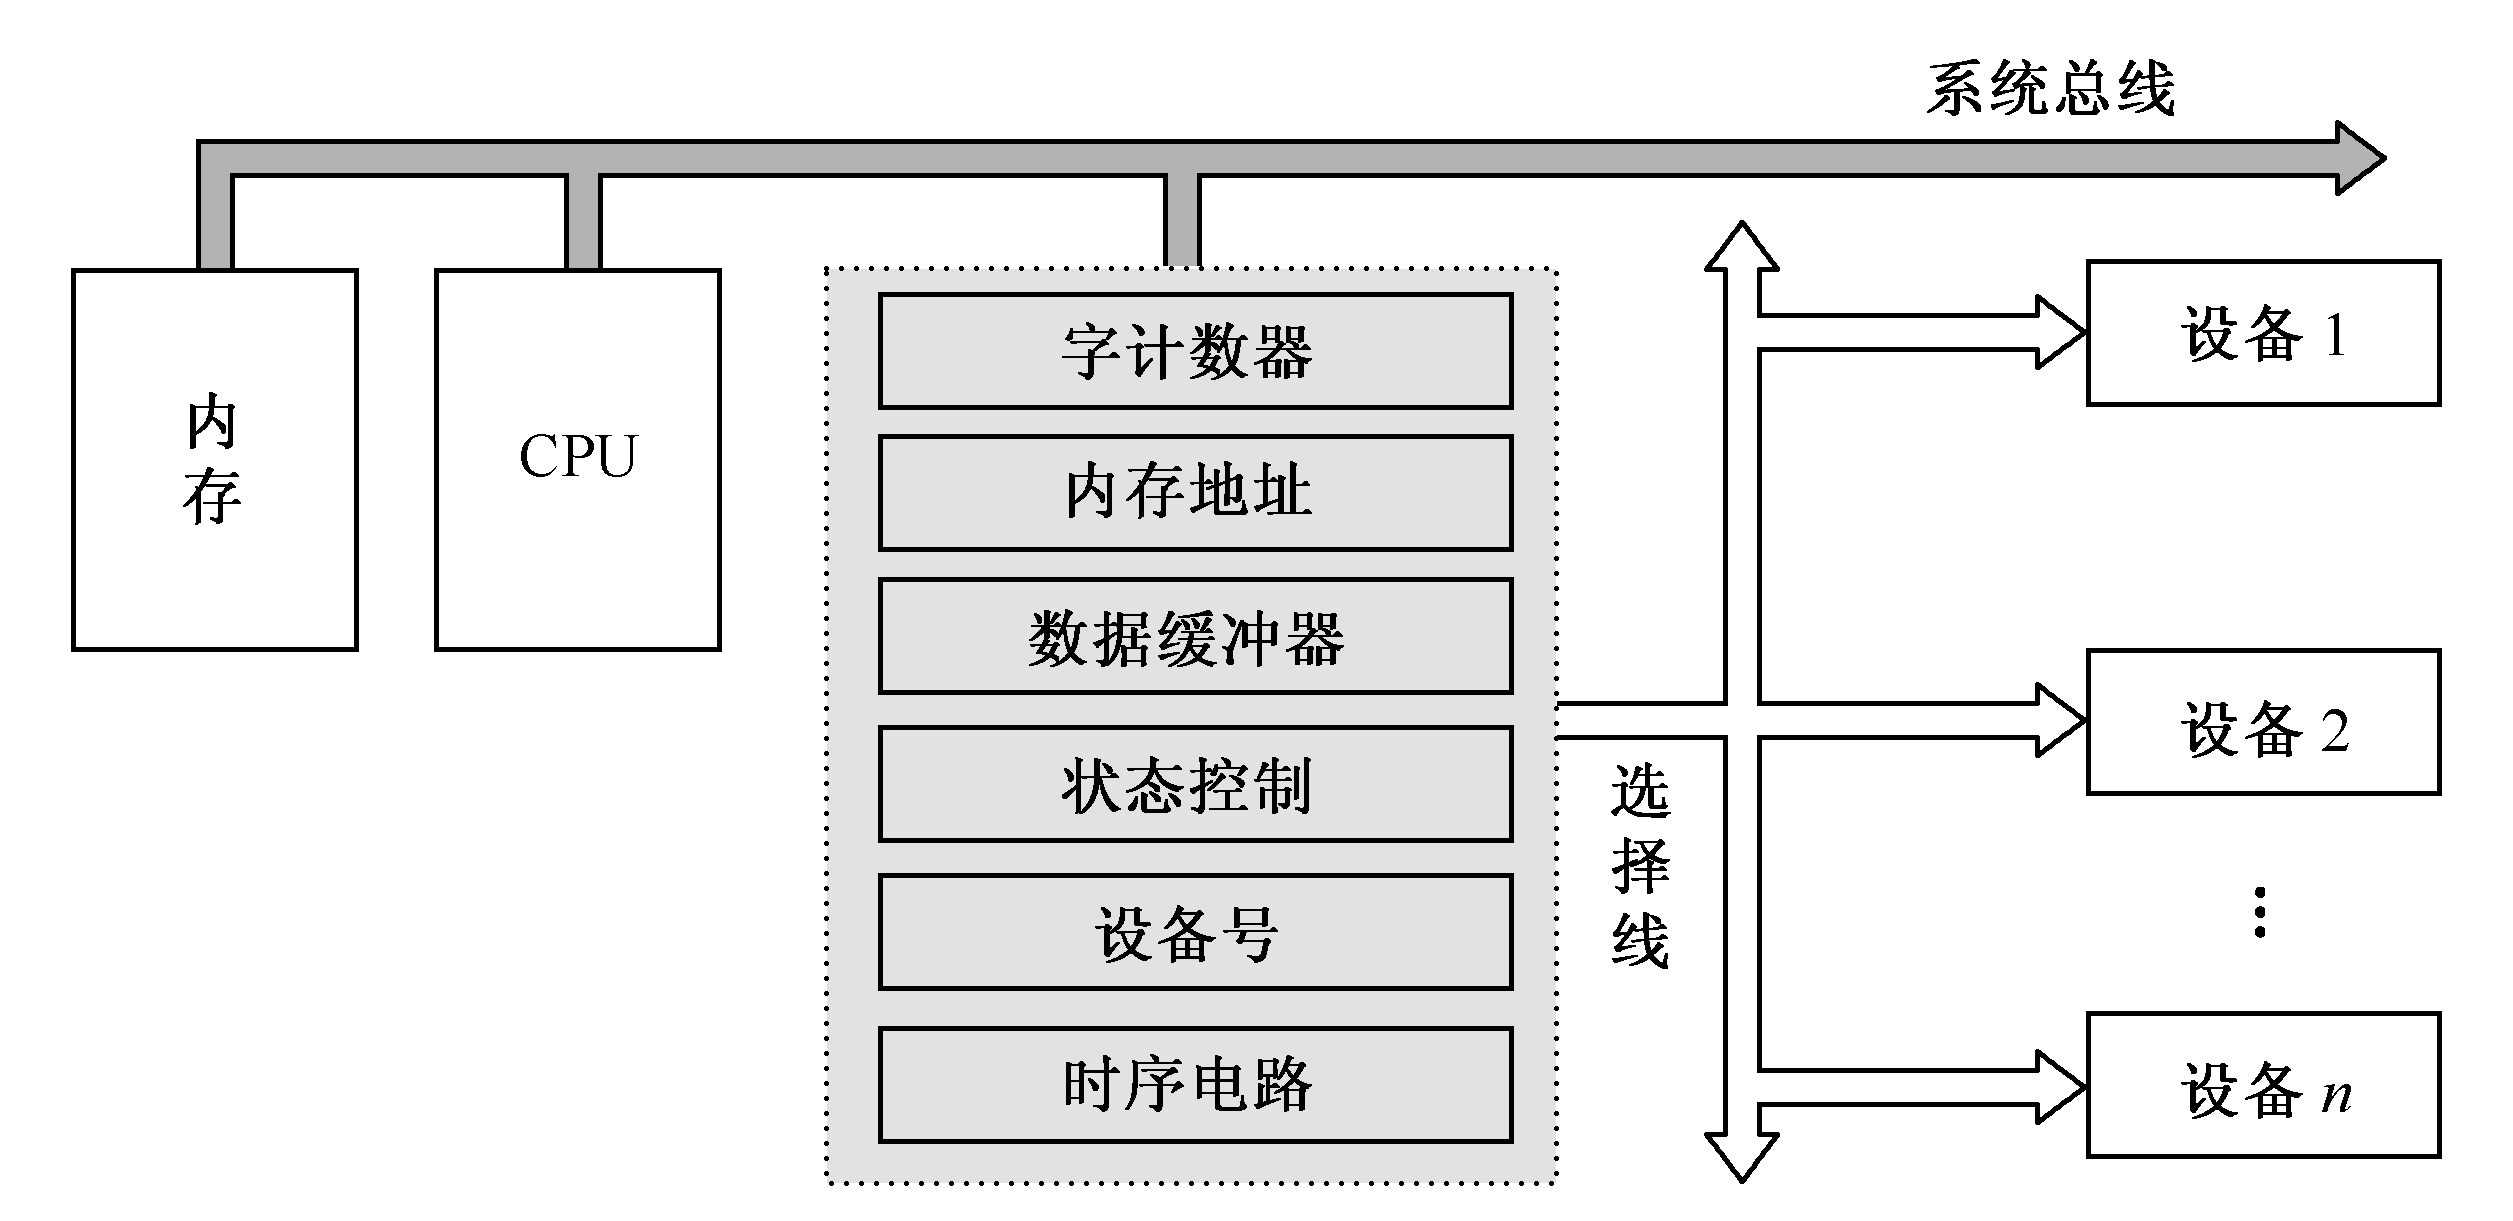 系统总线
内存
CPU
字计数器
内存地址
数据缓冲器
状态控制
设备号
时序电路
选择线
设备 1
设备 2
⋮
设备 n